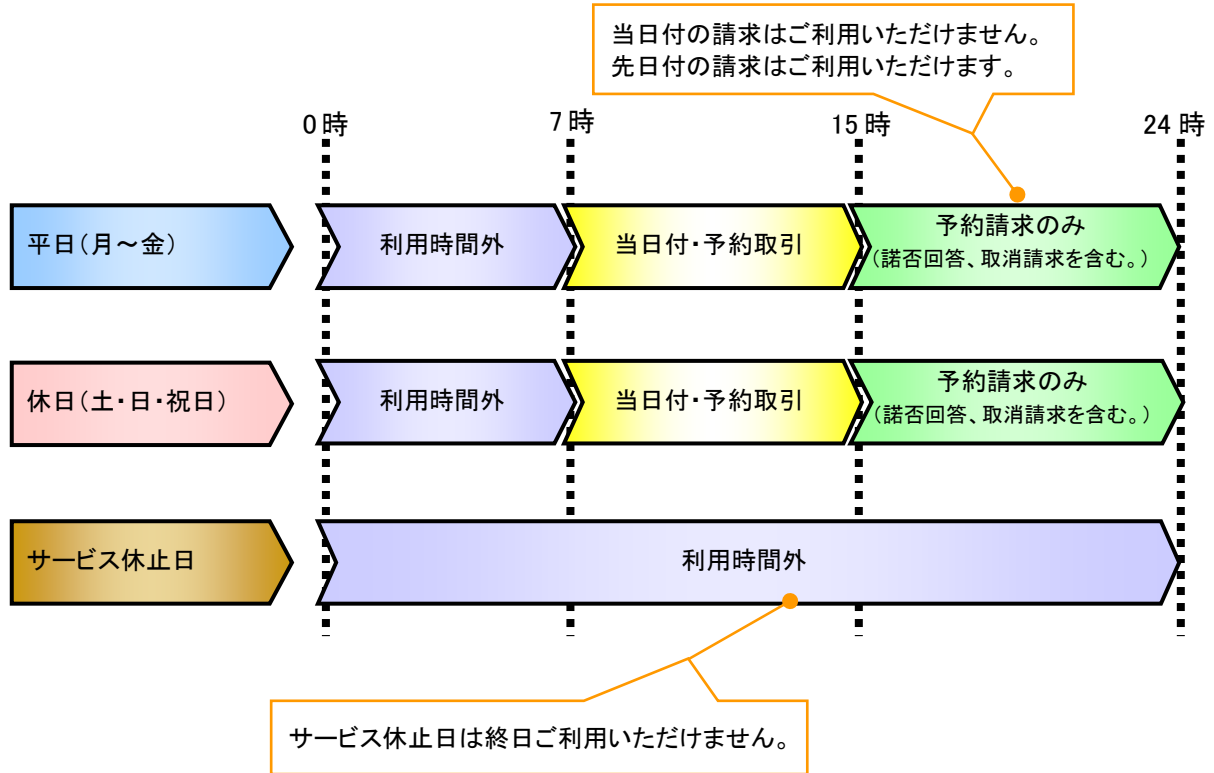 当日付の請求はご利用いただけません。
先日付の請求はご利用いただけます。
0時
7時
15時
24時
平日(月～金)
利用時間外
当日付・予約取引
予約請求のみ
(諾否回答、取消請求を含む。)
休日(土・日・祝日)
利用時間外
当日付・予約取引
予約請求のみ
(諾否回答、取消請求を含む。)
サービス休止日
利用時間外
サービス休止日は終日ご利用いただけません。